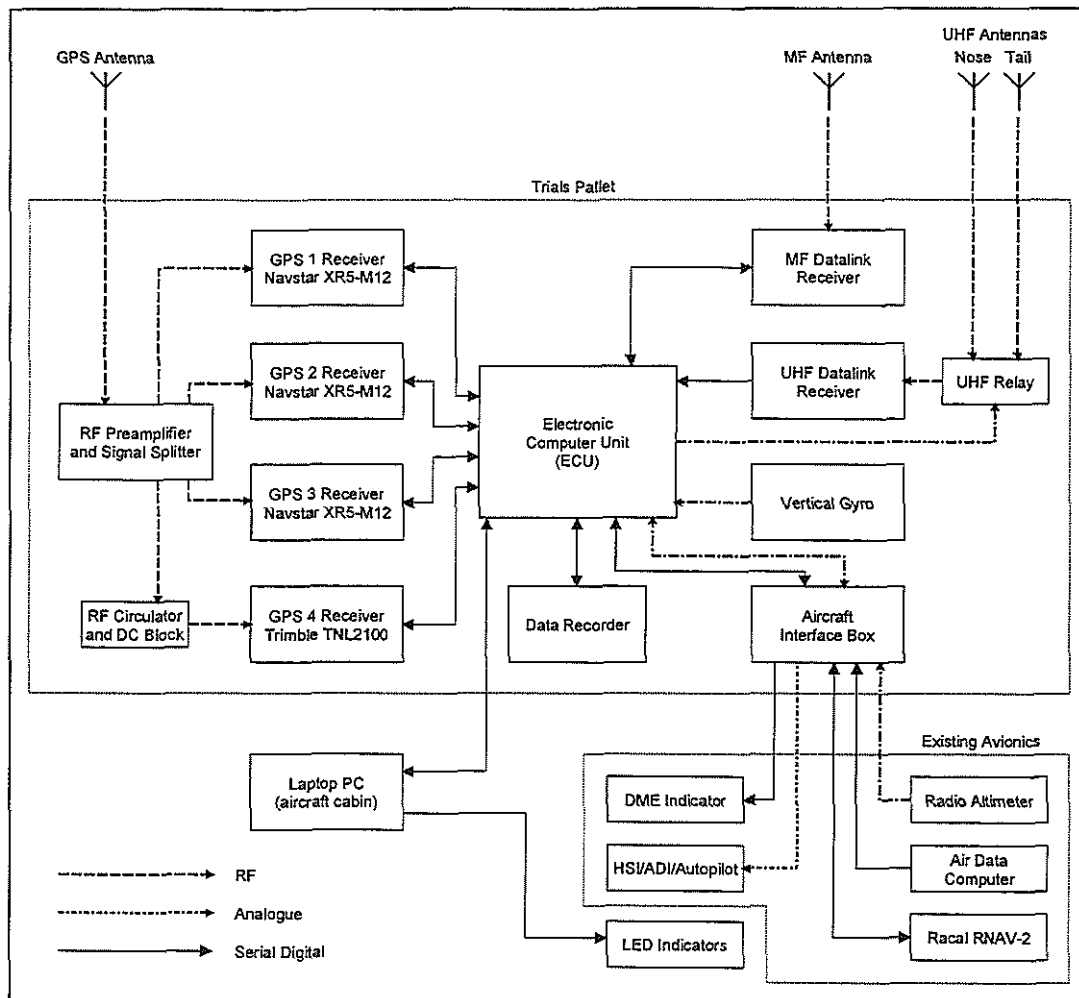 GPS Antenna
MF Antenna
UHF Antennas
Nose Tail
Trials Pallet
GPS 1 Receiver
Navstar XR5-M12
MF Datalink
Receiver
GPS 2 Receiver
Navstar XR5-M12
UHF Datalink
Receiver
UHF Relay
RF Preamplifier
and Signal Splitter
Electronic
Computer Unit
(ECU)
GPS 3 Receiver
Navstar XR5-M12
Vertical Gyro
RF Circulator
and DC Block
GPS 4 Receiver
Trimble TNL2100
Data Recorder
Aircraft
Interface Box
Existing Avionics
Laptop PC
(aircraft cabin)
DME Indicator
Radio Altimeter
HSI/ADI/Autopilot
Air Data
Computer
LED Indicators
Racal RNAV-2
RF
Analogue
Serial Digital